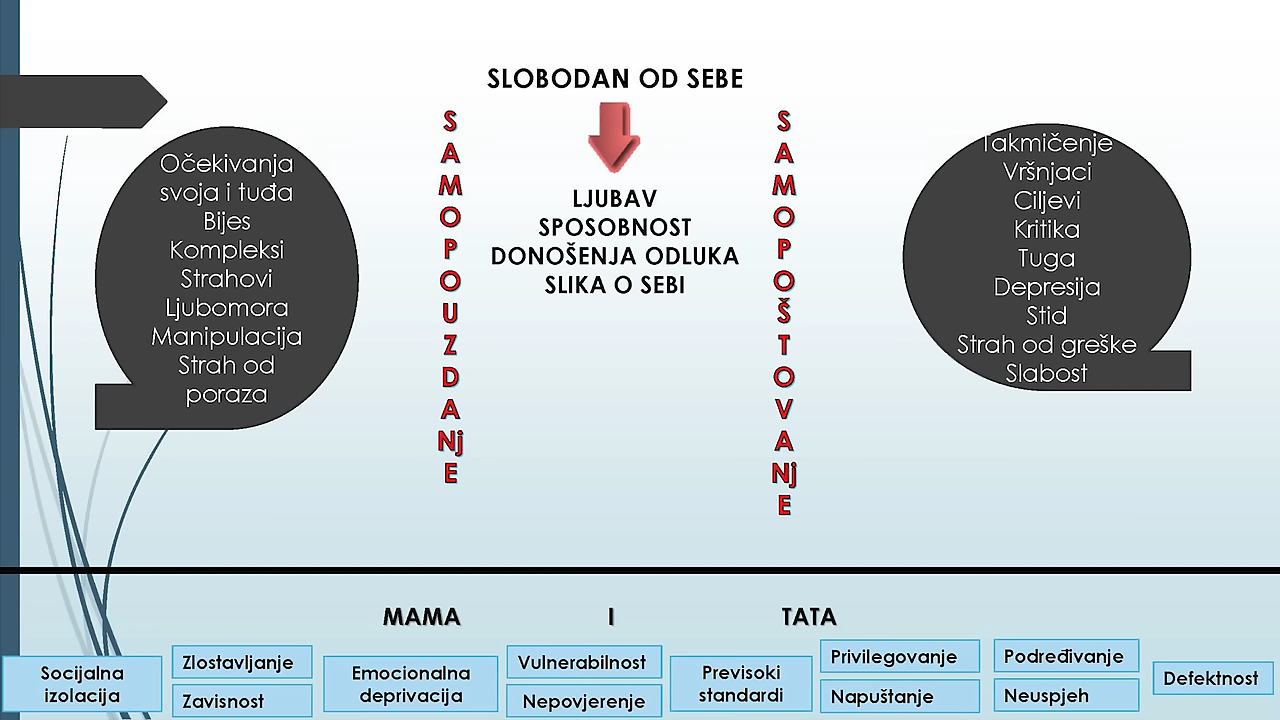 SLOBODAN OD SEBE
Očekivanja
svoja i tuđa
Bijes
Kompleksi
Strahovi
Ljubomora
Manipulacija
Strah od
poraza
S
A
M
O
P
O
U
Z
D
A
Nj
E
LJUBAV
SPOSOBNOST
DONOŠENJA ODLUKA
SLIKA O SEBI
S
A
M
O
P
O
Š
T
O
V
A
Nj
E
Takmičenje
Vršnjaci
Ciljevi
Kritika
Tuga
Depresija
Stid
Strah od greške
Slabost
MAMA I TATA
Socijalna
izolacija
Zlostavljanje
Zavisnost
Emocionalna
deprivacija
Vulnerabilnost
Nepovjerenje
Previsoki
standardi
Privilegovanje
Napuštanje
Podređivanje
Neuspjeh
Defektnost